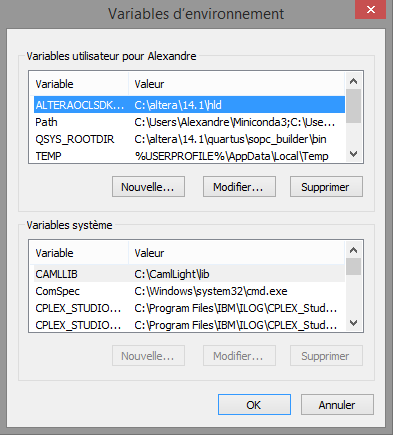 Variables d'environnement
Variables utilisateur pour Alexandre
Variable Valeur
ALTERAOCLSDK... C:\altera\14.1\hld
Path C:\Users\Alexandre\Miniconda3;C:\Use...
QSYS_ROOTDIR C:\altera\14.1\quartus\sopc_builder\bin
TEMP %USERPROFILE%\AppData\Local\Temp
Nouvelle... Modifier... Supprimer
Variables système
Variable Valeur
CAMLLIB C:\CamlLight\lib
ComSpec C:\Windows\system32\cmd.exe
CPLEX_STUDIO... C:\Program Files\IBM\ILOG\CPLEX_Stud...
CPLEX_STUDIO... C:\Program Files\IBM\ILOG\CPLEX_Stud...
Nouvelle... Modifier... Supprimer
OK Annuler